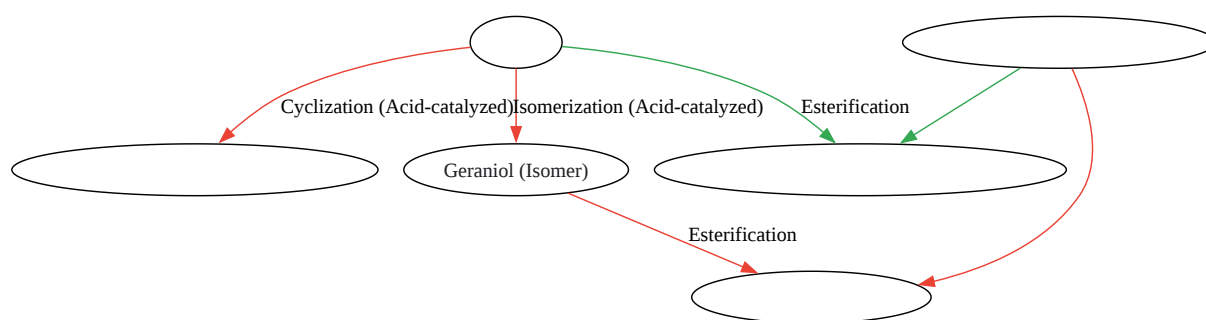 Cyclization (Acid-catalyzed)
Isomerization (Acid-catalyzed)
Esterification
Geraniol (Isomer)
Esterification